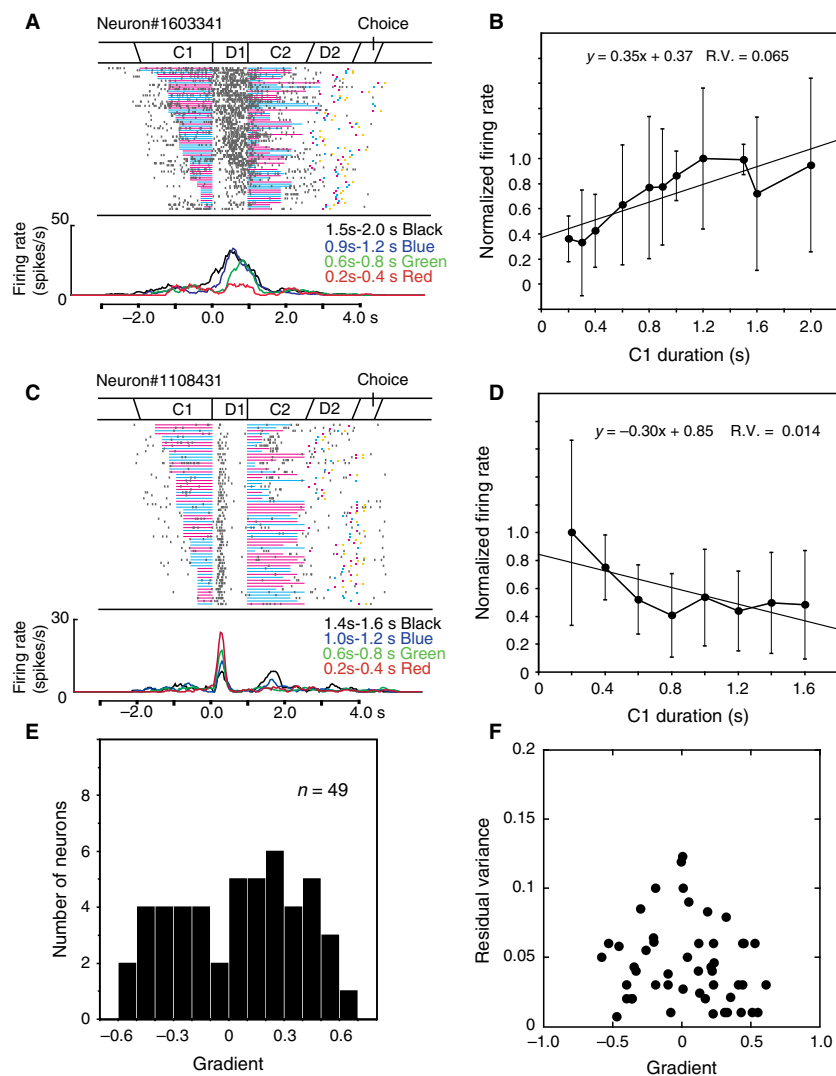 A
Neuron#1603341
Choice
C1 D1 C2 D2
50
0
Firing rate
(spikes/s)
1.5s-2.0 s Black
0.9s-1.2 s Blue
0.6s-0.8 s Green
0.2s-0.4 s Red
−2.0 0.0 2.0 4.0 s
B
y = 0.35x + 0.37 R.V. = 0.065
Normalized firing rate
1.0
0.8
0.6
0.4
0.2
0
0 0.4 0.8 1.2 1.6 2.0
C1 duration (s)
C
Neuron#1108431
Choice
C1 D1 C2 D2
30
0
Firing rate
(spikes/s)
1.4s-1.6 s Black
1.0s-1.2 s Blue
0.6s-0.8 s Green
0.2s-0.4 s Red
−2.0 0.0 2.0 4.0 s
D
y = −0.30x + 0.85 R.V. = 0.014
Normalized firing rate
1.0
0.8
0.6
0.4
0.2
0
0 0.4 0.8 1.2 1.6
C1 duration (s)
E
n = 49
Number of neurons
8
6
4
2
0
−0.6 −0.3 0 0.3 0.6
Gradient
F
Residual variance
0.2
0.15
0.1
0.05
0
−1.0 −0.5 0 0.5 1.0
Gradient